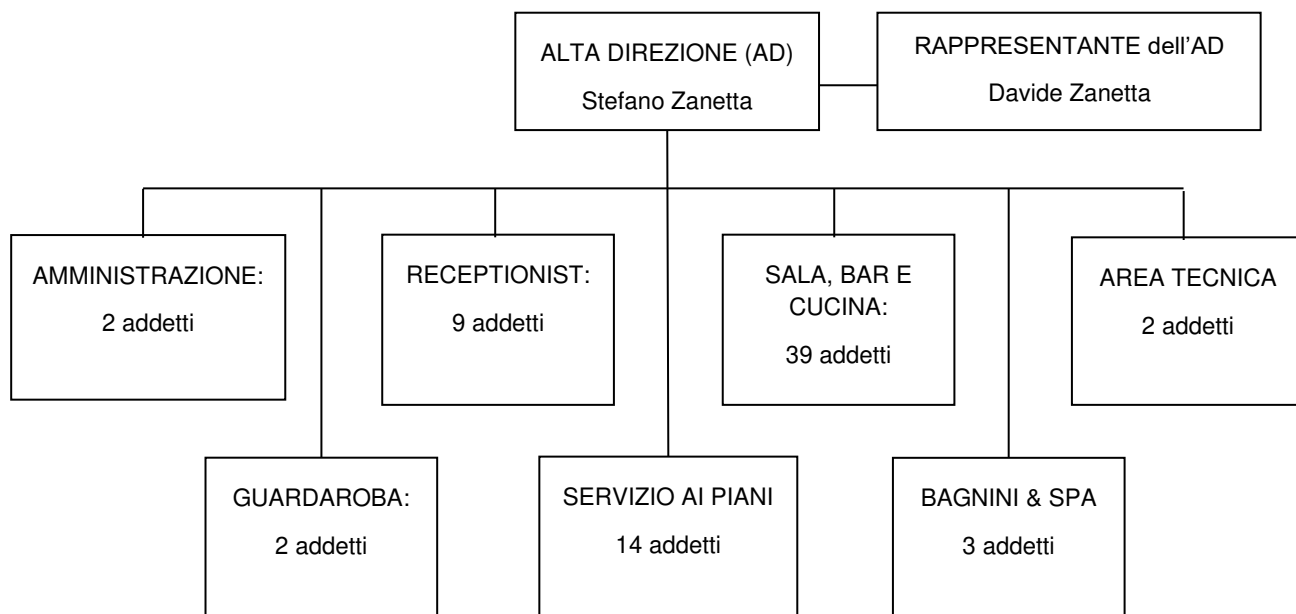 ALTA DIREZIONE (AD)
Stefano Zanetta
RAPPRESENTANTE dell'AD
Davide Zanetta
AMMINISTRAZIONE:
2 addetti
RECEPTIONIST:
9 addetti
SALA, BAR E
CUCINA:
39 addetti
AREA TECNICA
2 addetti
GUARDAROBA:
2 addetti
SERVIZIO AI PIANI
14 addetti
BAGNINI & SPA
3 addetti